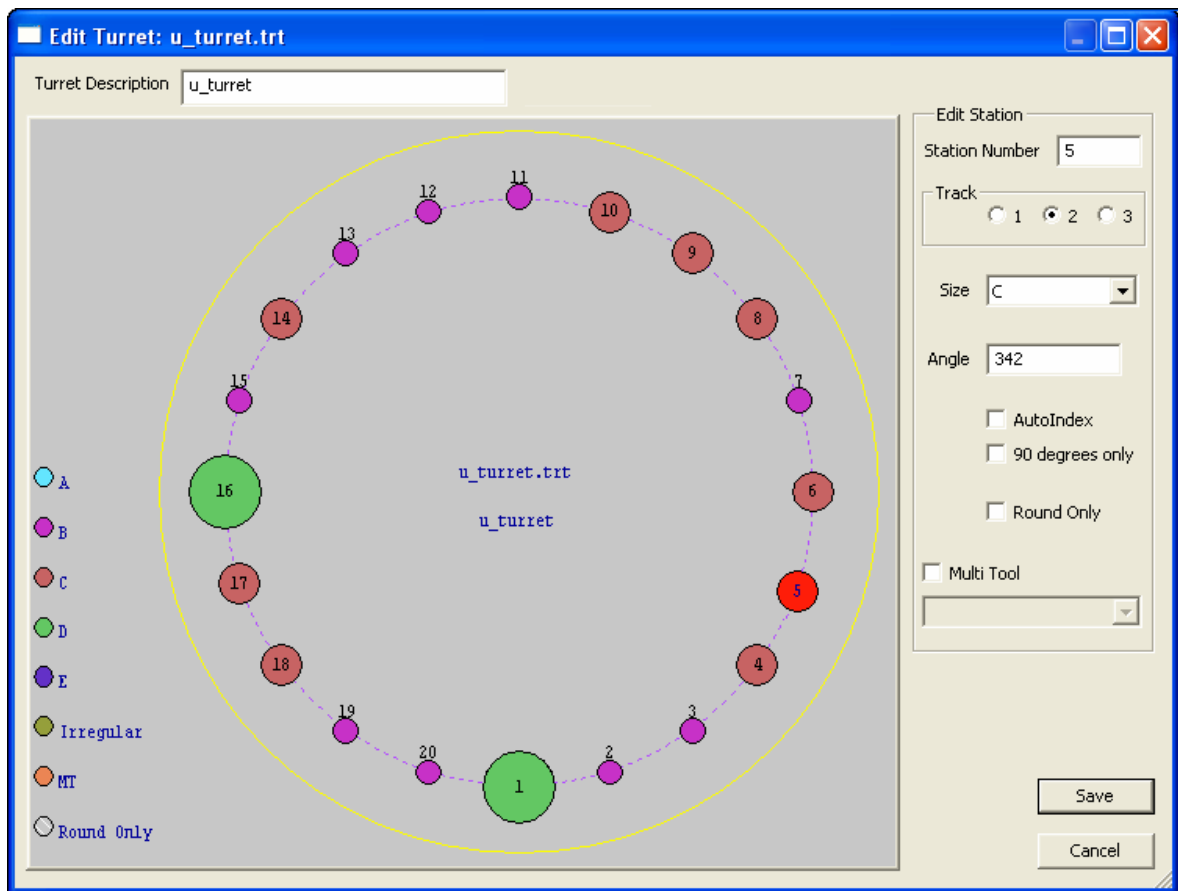 Edit Turret: u_turret.trt
Turret Description u_turret
Edit Station
Station Number 5
Track
1 2 3
Size C
Angle 342
AutoIndex
90 degrees only
Round Only
Multi Tool
11
12
10
13
9
14
8
15
7
16
6
17
5
18
4
19
3
20
2
1
u_turret.trt
u_turret
A
B
C
D
E
Irregular
MT
Round Only
Save
Cancel